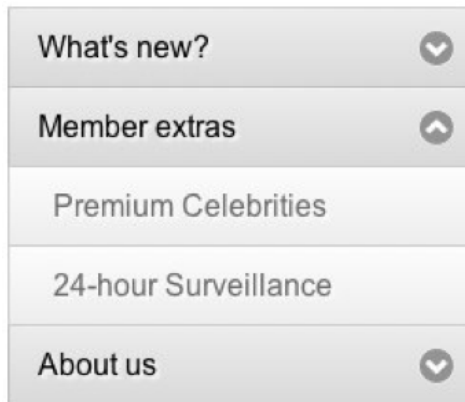 What's new?
Member extras
Premium Celebrities
24-hour Surveillance
About us